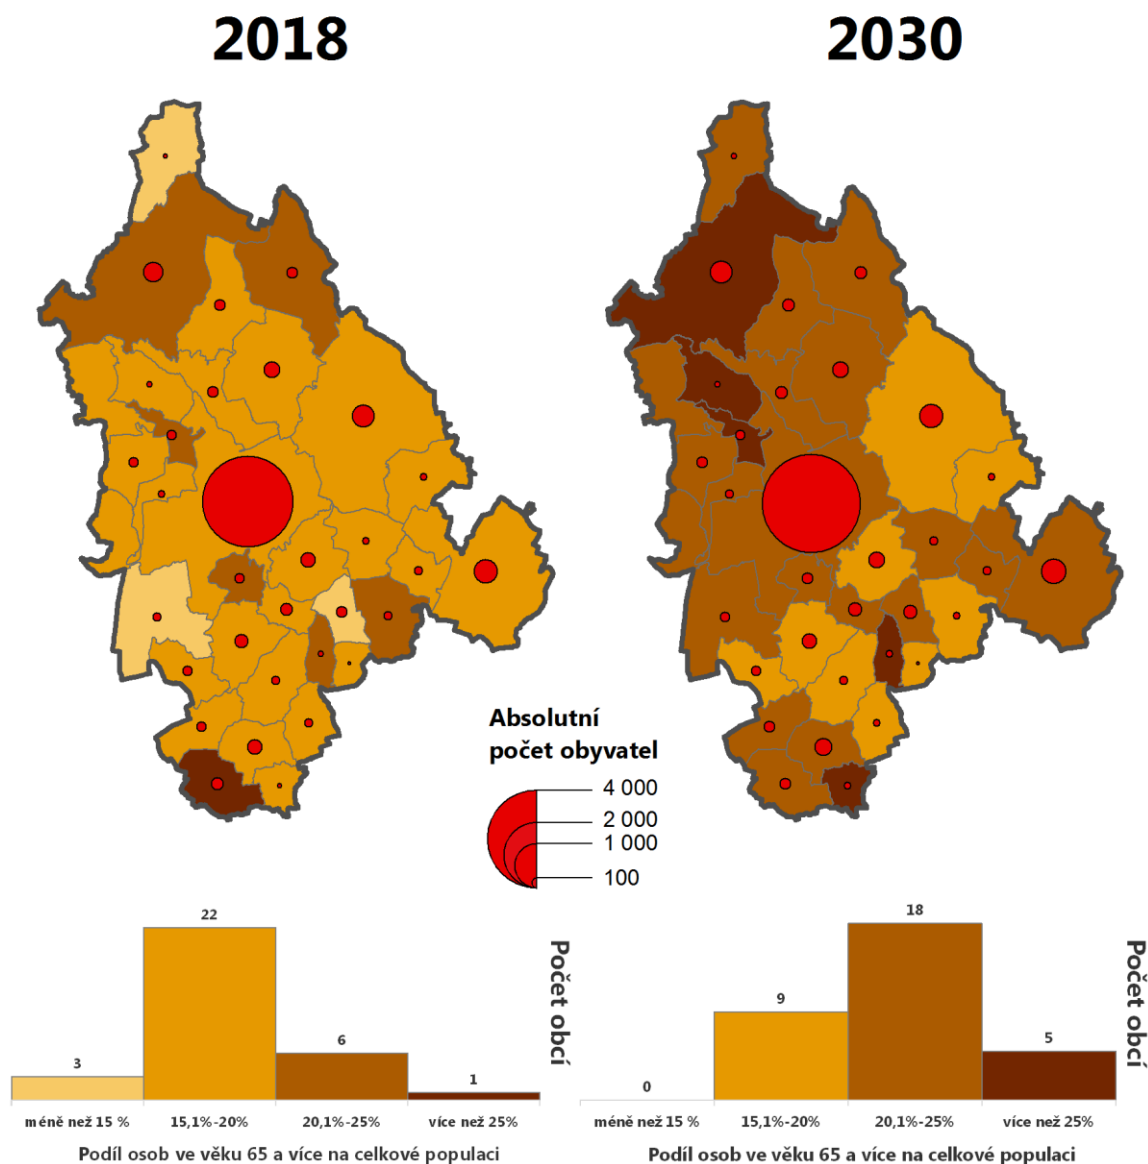 2018
2030
Absolutní
počet obyvatel
4 000
2 000
1 000
100
22
6
3
1
Počet obcí
méně než 15 %
15,1%-20%
20,1%-25%
více než 25%
Podíl osob ve věku 65 a více na celkové populaci
18
9
5
0
Počet obcí
méně než 15 %
15,1%-20%
20,1%-25%
více než 25%
Podíl osob ve věku 65 a více na celkové populaci